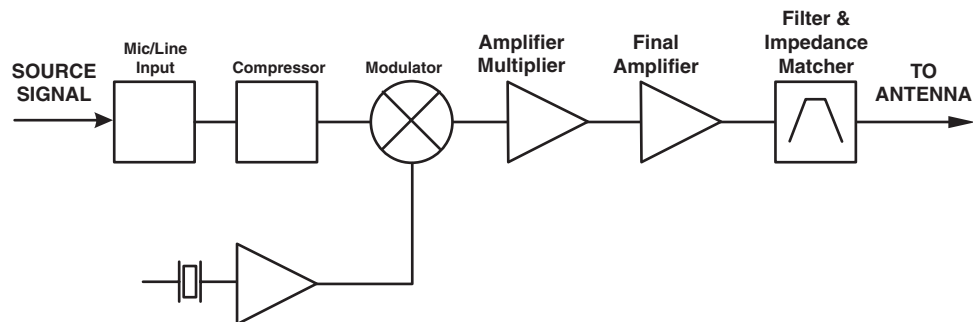 SOURCE
SIGNAL
Mic/Line
Input
Compressor
Modulator
Amplifier
Multiplier
Final
Amplifier
Filter &
Impedance
Matcher
TO
ANTENNA